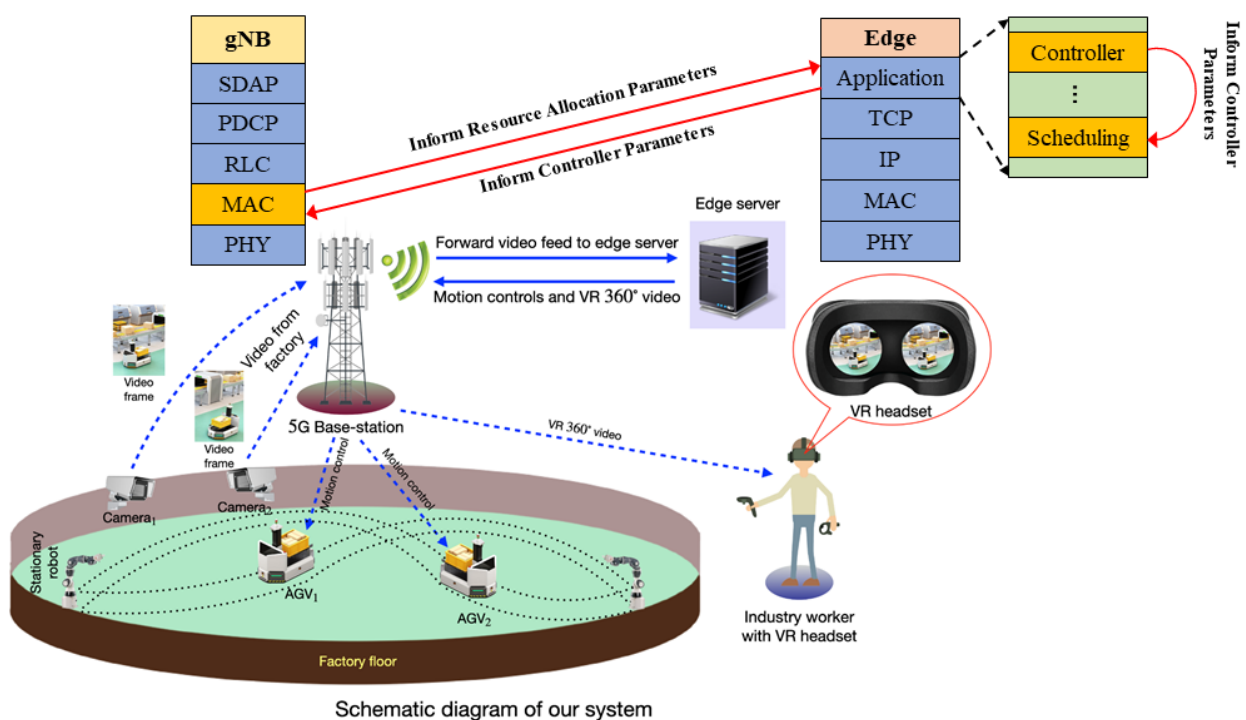 gNB
SDAP
PDCP
RLC
MAC
PHY
Inform Resource Allocation Parameters
Inform Controller Parameters
Edge
Application
TCP
IP
MAC
PHY
Controller
...
Scheduling
Inform Controller
Parameters
Edge server
Forward video feed to edge server
Motion controls and VR 360° video
Video
frame
Video from
factory
Video
frame
5G Base-station
VR 360° video
VR headset
Motion control
Motion control
Camera₁
Camera₂
Stationary
robot
AGV₁
AGV₂
Industry worker
with VR headset
Factory floor
Schematic diagram of our system